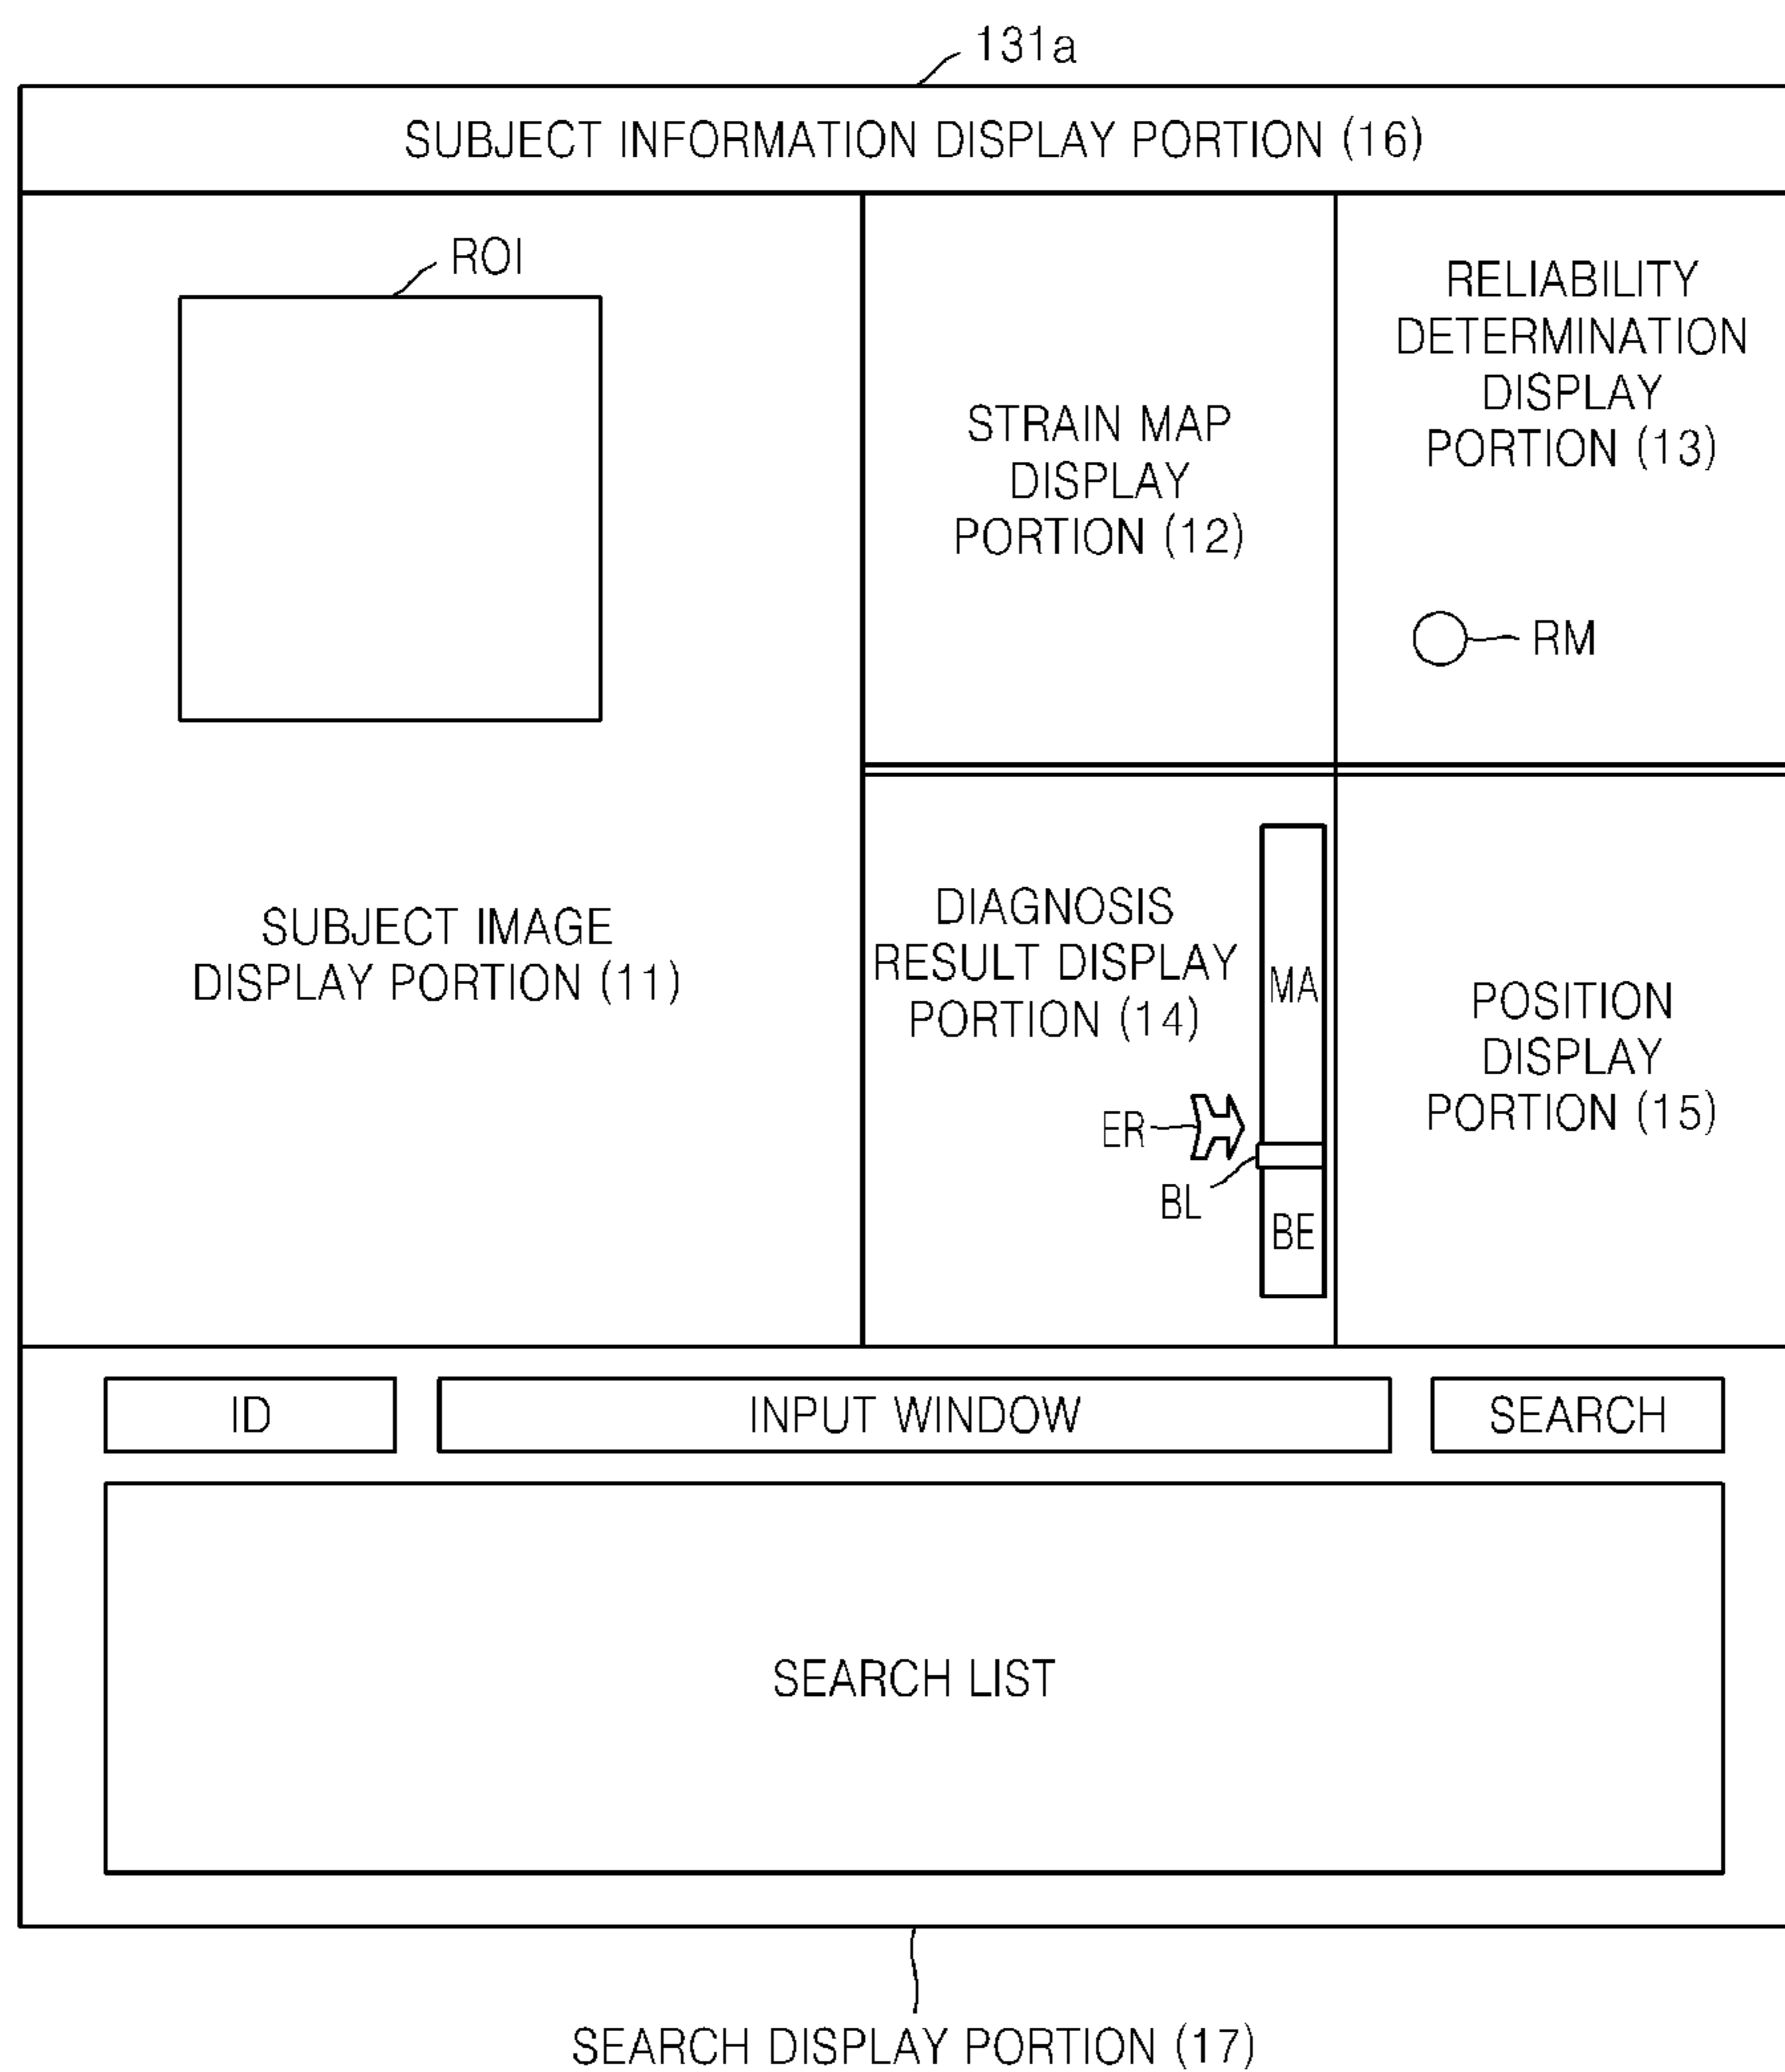 131a
SUBJECT INFORMATION DISPLAY PORTION (16)
ROI
SUBJECT IMAGE
DISPLAY PORTION (11)
STRAIN MAP
DISPLAY
PORTION (12)
RELIABILITY
DETERMINATION
DISPLAY
PORTION (13)
RM
DIAGNOSIS
RESULT DISPLAY
PORTION (14)
MA
ER
BL
BE
POSITION
DISPLAY
PORTION (15)
ID
INPUT WINDOW
SEARCH
SEARCH LIST
SEARCH DISPLAY PORTION (17)